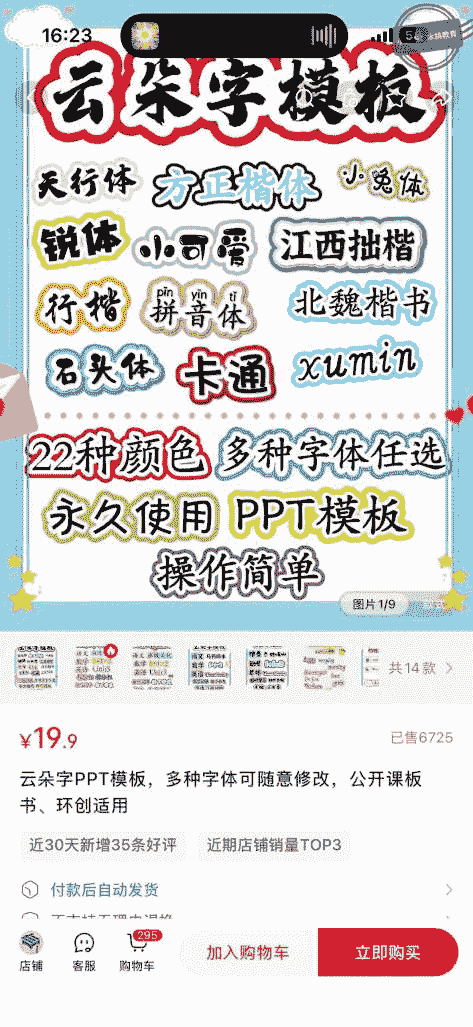 16:23
云朵字模板
天行体 方正楷体 小兔体
锐体 小可爱 江西拙楷
行楷 pīn yīn tǐ 拼音体 北魏楷书
石头体 卡通 xumin
22种颜色 多种字体任选
永久使用 PPT模板
操作简单
图片1/9
共14款
¥19.9 已售6725
云朵字PPT模板，多种字体可随意修改，公开课板
书、环创适用
近30天新增35条好评 近期店铺销量TOP3
付款后自动发货
295
店铺 客服 购物车 加入购物车 立即购买